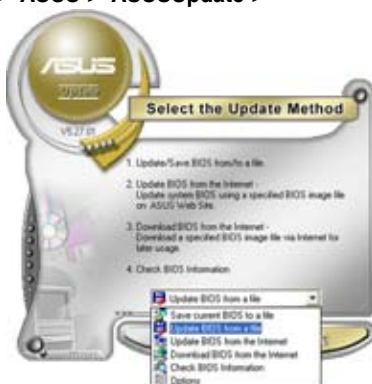 ASUS > ASUSUpdate >
ASUS
Update
Select the Update Method
1. Update/Save BIOS from/to a file.
2. Update BIOS from the Internet -
Update system BIOS using a specified BIOS image file
on ASUS Web Site.
3. Download BIOS from the Internet -
Download a specified BIOS image file via Internet for
later usage.
4. Check BIOS Information
Update BIOS from a file
Save current BIOS to a file
Update BIOS from a file
Update BIOS from the Internet
Download BIOS from the Internet
Check BIOS Information
Options